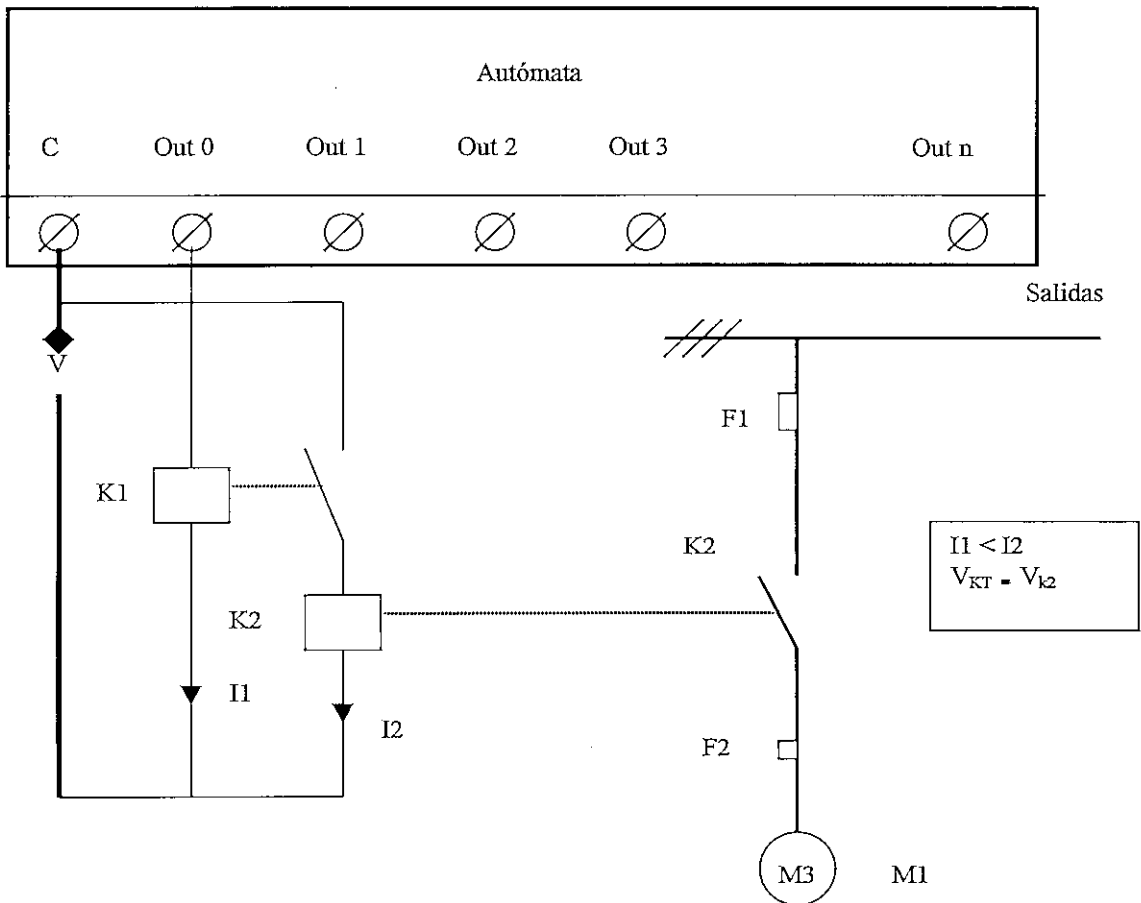 Autómata
C Out 0 Out 1 Out 2 Out 3 Out n
Salidas
V
F1
K1
K2
I1 < I2
V_KT = V_k2
K2
I1
I2
F2
M3 M1